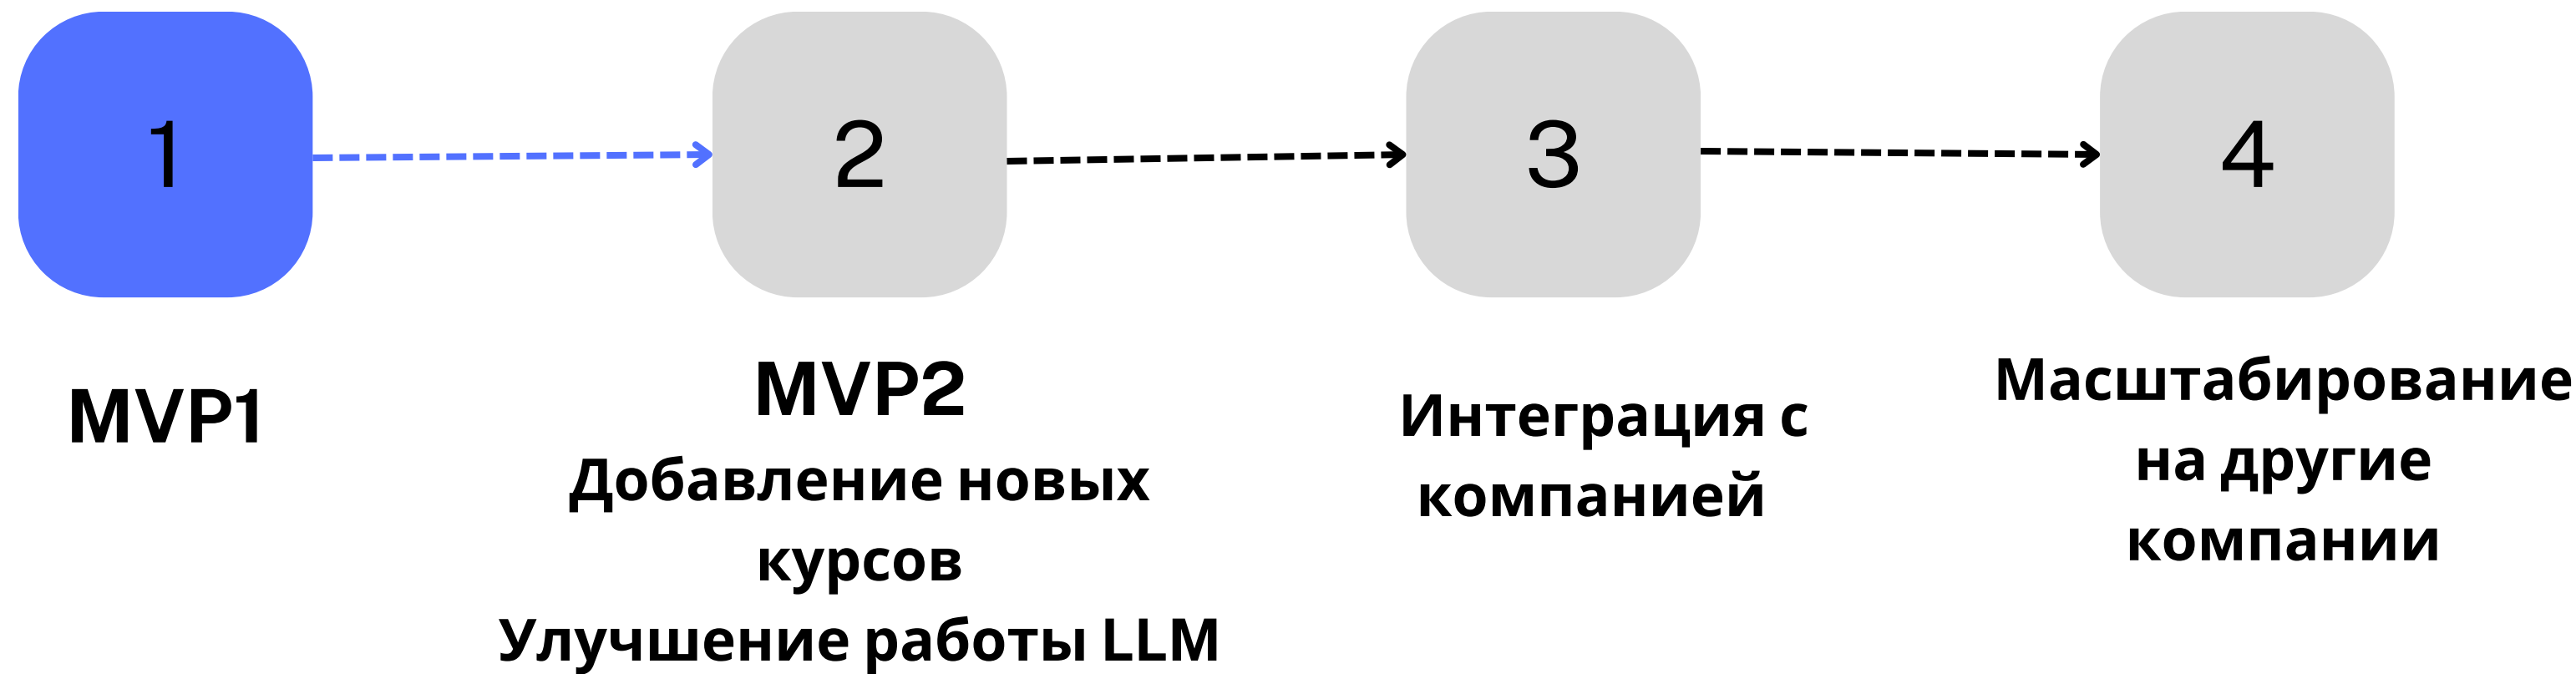 1
2
3
4
MVP1
MVP2
Добавление новых
курсов
Улучшение работы LLM
Интеграция с
компанией
Масштабирование
на другие
компании